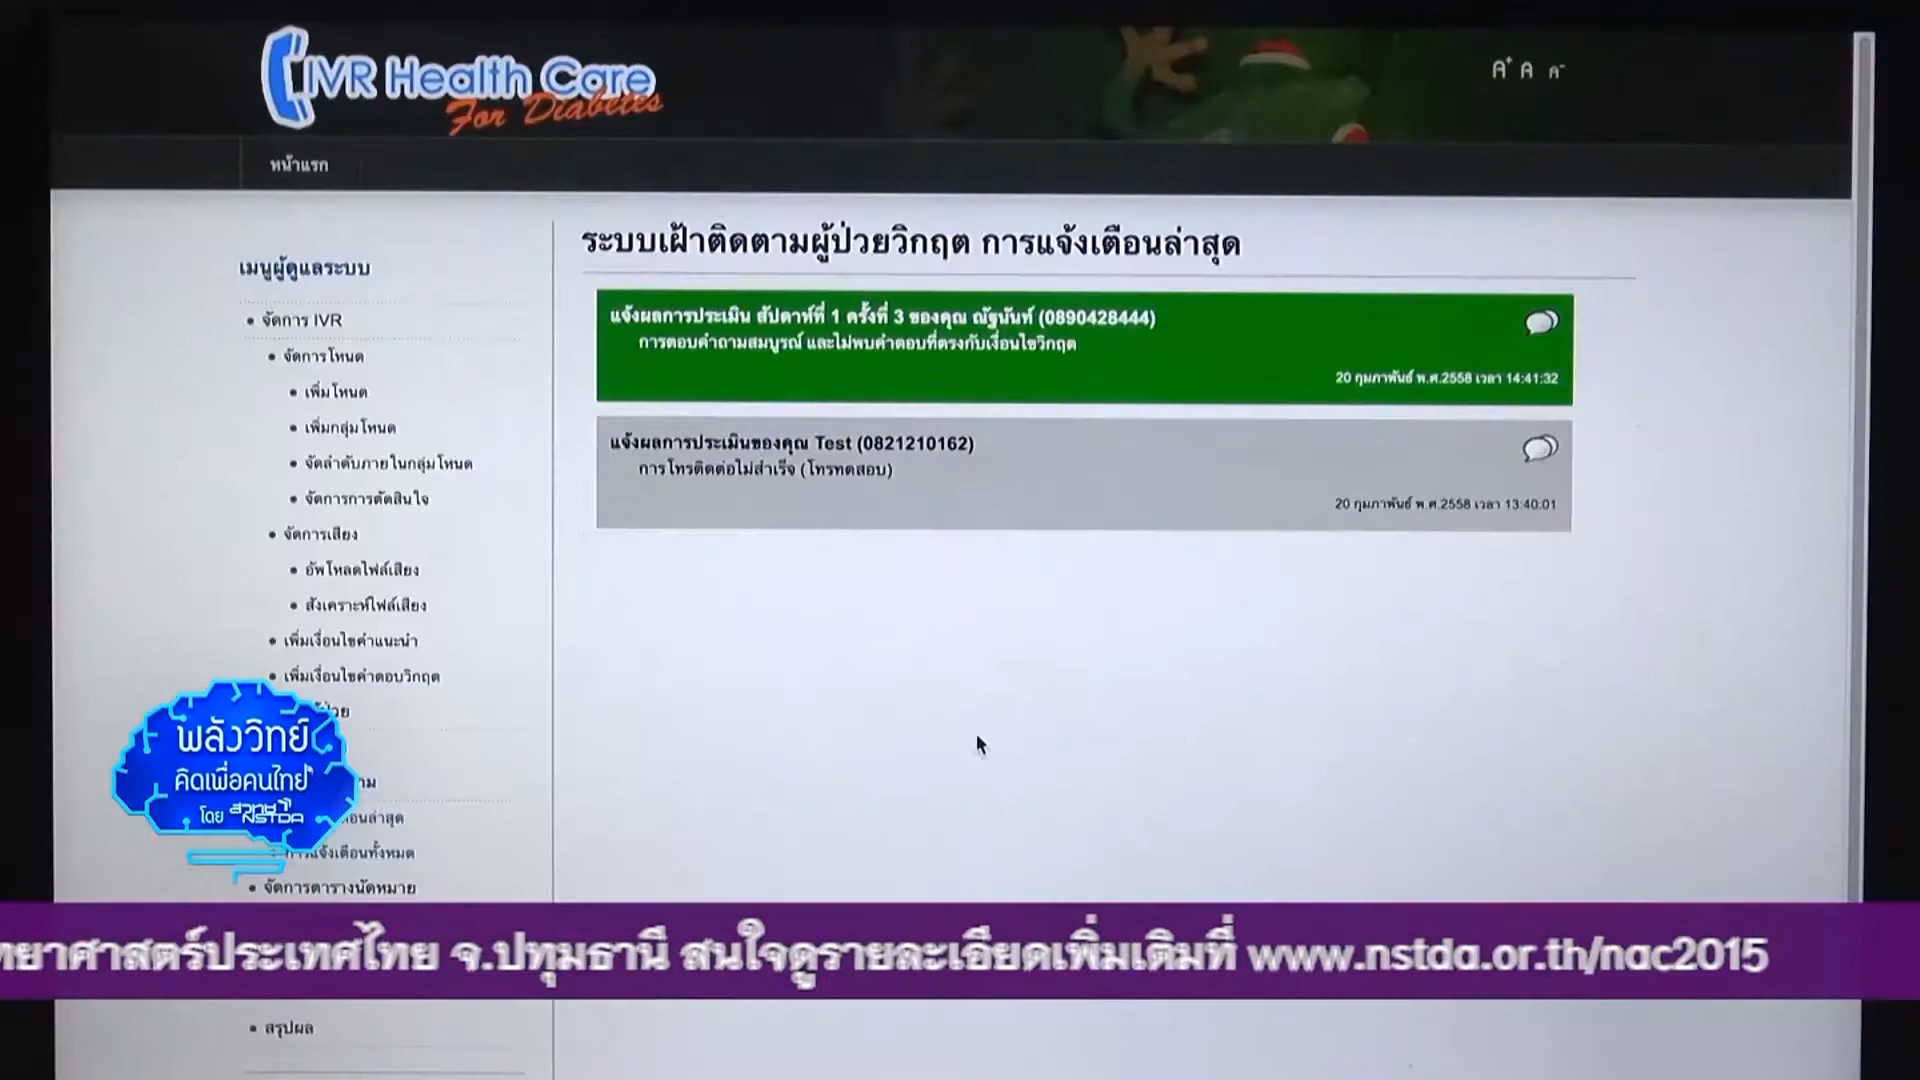 IVR Health Care
For Diabetes
A+ A A-
หน้าแรก
เมนูผู้ดูแลระบบ
จัดการ IVR
จัดการโหนด
เพิ่มโหนด
เพิ่มกลุ่มโหนด
จัดลำดับภายในกลุ่มโหนด
จัดการการตัดสินใจ
จัดการเสียง
อัพโหลดไฟล์เสียง
สังเคราะห์ไฟล์เสียง
เพิ่มเงื่อนไขคำแนะนำ
เพิ่มเงื่อนไขคำตอบวิกฤต
จัดการตารางนัดหมาย
สรุปผล
ระบบเฝ้าติดตามผู้ป่วยวิกฤต การแจ้งเตือนล่าสุด
แจ้งผลการประเมิน สัปดาห์ที่ 1 ครั้งที่ 3 ของคุณ ณัฐนันท์ (0890428444)
การตอบคำถามสมบูรณ์ และไม่พบคำตอบที่ตรงกับเงื่อนไขวิกฤต
20 กุมภาพันธ์ พ.ศ.2558 เวลา 14:41:32
แจ้งผลการประเมินของคุณ Test (0821210162)
การโทรติดต่อไม่สำเร็จ (โทรทดสอบ)
20 กุมภาพันธ์ พ.ศ.2558 เวลา 13:40:01
พลังวิทย์
คิดเพื่อคนไทย
โดย สวทช NSTDA
ทยาศาสตร์ประเทศไทย จ.ปทุมธานี สนใจดูรายละเอียดเพิ่มเติมที่ www.nstda.or.th/nac2015